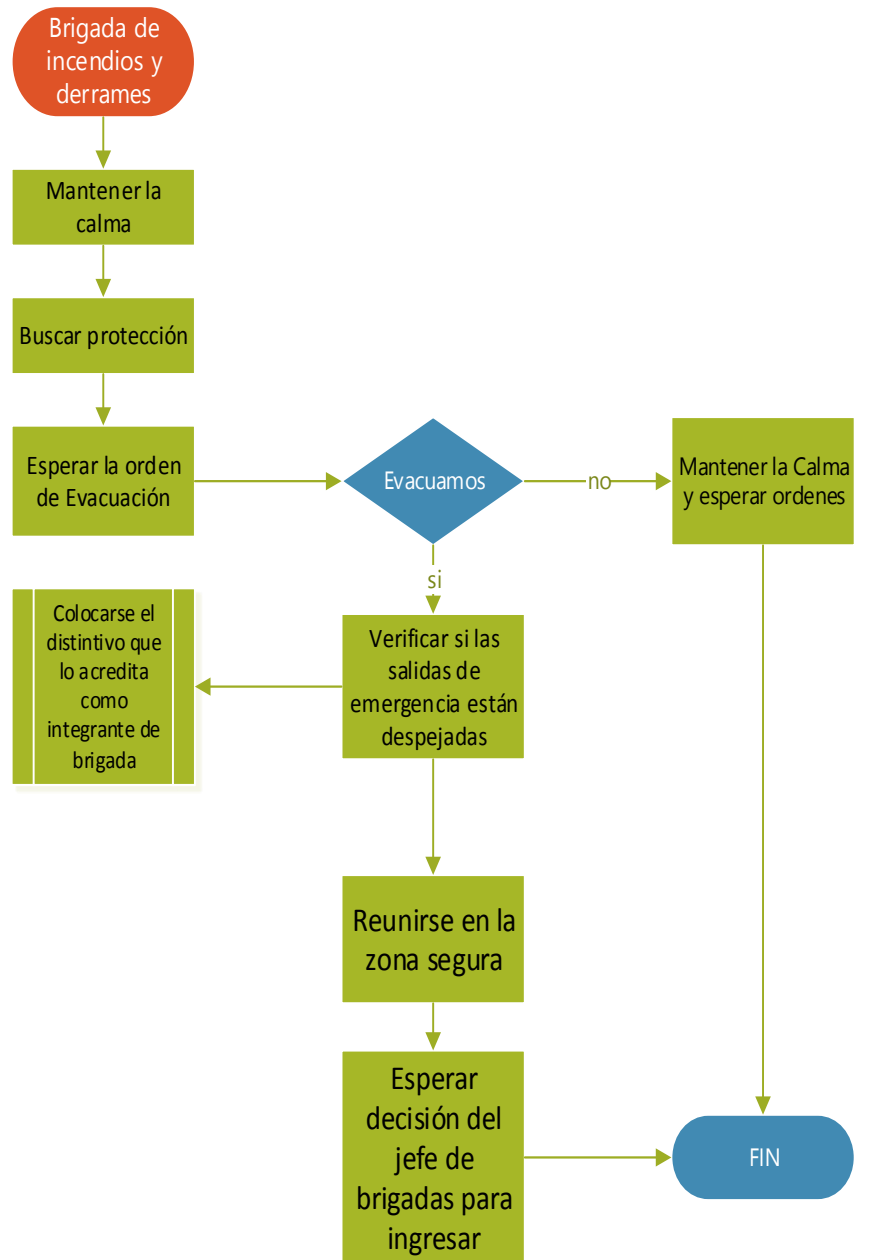 Brigada de
incendios y
derrames
Mantener la
calma
Buscar protección
Esperar la orden
de Evacuación
Evacuamos
no
Mantener la Calma
y esperar ordenes
si
Colocarse el
distintivo que
lo acredita
como
integrante de
brigada
Verificar si las
salidas de
emergencia están
despejadas
Reunirse en la
zona segura
Esperar
decisión del
jefe de
brigadas para
ingresar
FIN